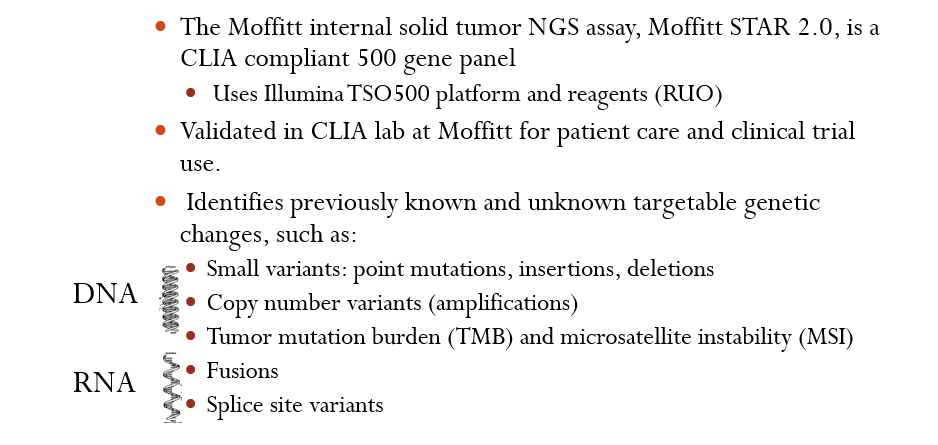 The Moffitt internal solid tumor NGS assay, Moffitt STAR 2.0, is a
CLIA compliant 500 gene panel
Uses Illumina TSO500 platform and reagents (RUO)
Validated in CLIA lab at Moffitt for patient care and clinical trial
use.
Identifies previously known and unknown targetable genetic
changes, such as:
DNA
Small variants: point mutations, insertions, deletions
Copy number variants (amplifications)
Tumor mutation burden (TMB) and microsatellite instability (MSI)
RNA
Fusions
Splice site variants